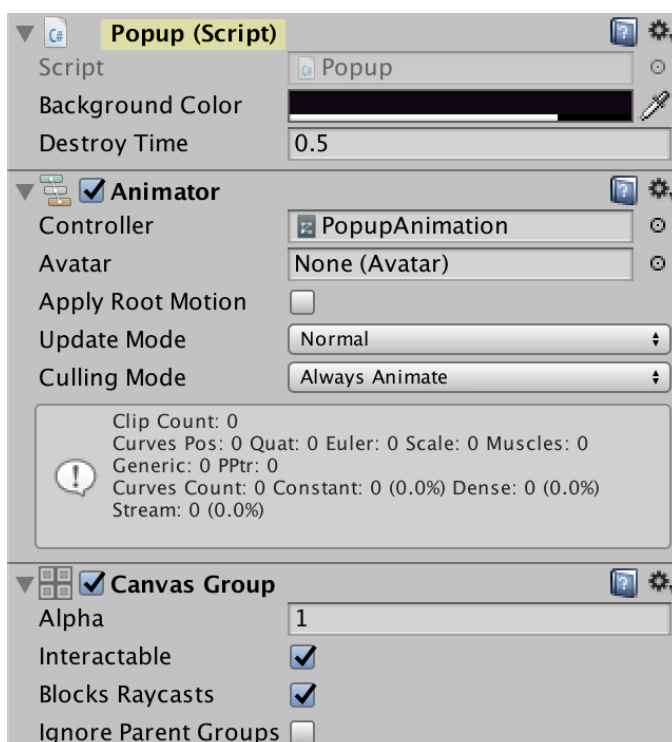 Popup (Script)
Script Popup
Background Color
Destroy Time 0.5
Animator
Controller PopupAnimation
Avatar None (Avatar)
Apply Root Motion
Update Mode Normal
Culling Mode Always Animate
Clip Count: 0
Curves Pos: 0 Quat: 0 Euler: 0 Scale: 0 Muscles: 0
Generic: 0 PPtr: 0
Curves Count: 0 Constant: 0 (0.0%) Dense: 0 (0.0%)
Stream: 0 (0.0%)
Canvas Group
Alpha 1
Interactable
Blocks Raycasts
Ignore Parent Groups